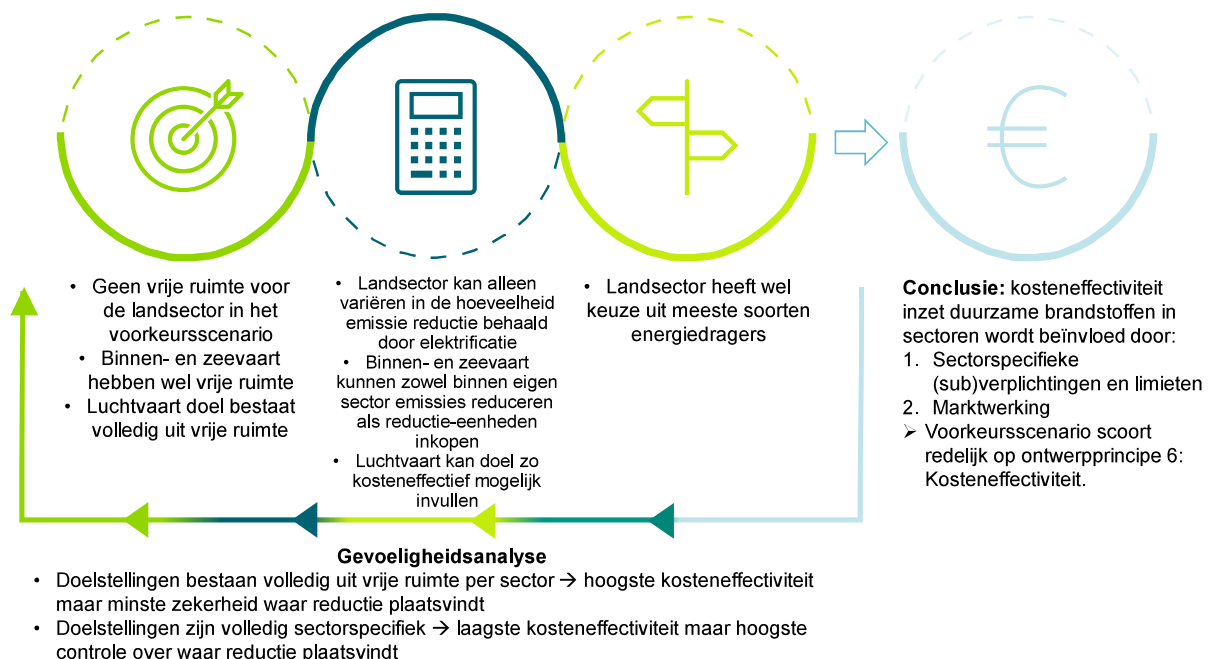 • Geen vrije ruimte voor
de landsector in het
voorkeursscenario
• Binnen- en zeevaart
hebben wel vrije ruimte
• Luchtvaart doel bestaat
volledig uit vrije ruimte
• Landsector kan alleen
variëren in de hoeveelheid
emissie reductie behaald
door elektrificatie
• Binnen- en zeevaart
kunnen zowel binnen eigen
sector emissies reduceren
als reductie-eenheden
inkopen
• Luchtvaart kan doel zo
kosteneffectief mogelijk
invullen
• Landsector heeft wel
keuze uit meeste soorten
energiedragers
Conclusie: kosteneffectiviteit
inzet duurzame brandstoffen in
sectoren wordt beïnvloed door:
1. Sectorspecifieke
(sub)verplichtingen en limieten
2. Marktwerking
➢ Voorkeursscenario scoort
redelijk op ontwerpprincipe 6:
Kosteneffectiviteit.
Gevoeligheidsanalyse
• Doelstellingen bestaan volledig uit vrije ruimte per sector → hoogste kosteneffectiviteit
maar minste zekerheid waar reductie plaatsvindt
• Doelstellingen zijn volledig sectorspecifiek → laagste kosteneffectiviteit maar hoogste
controle over waar reductie plaatsvindt